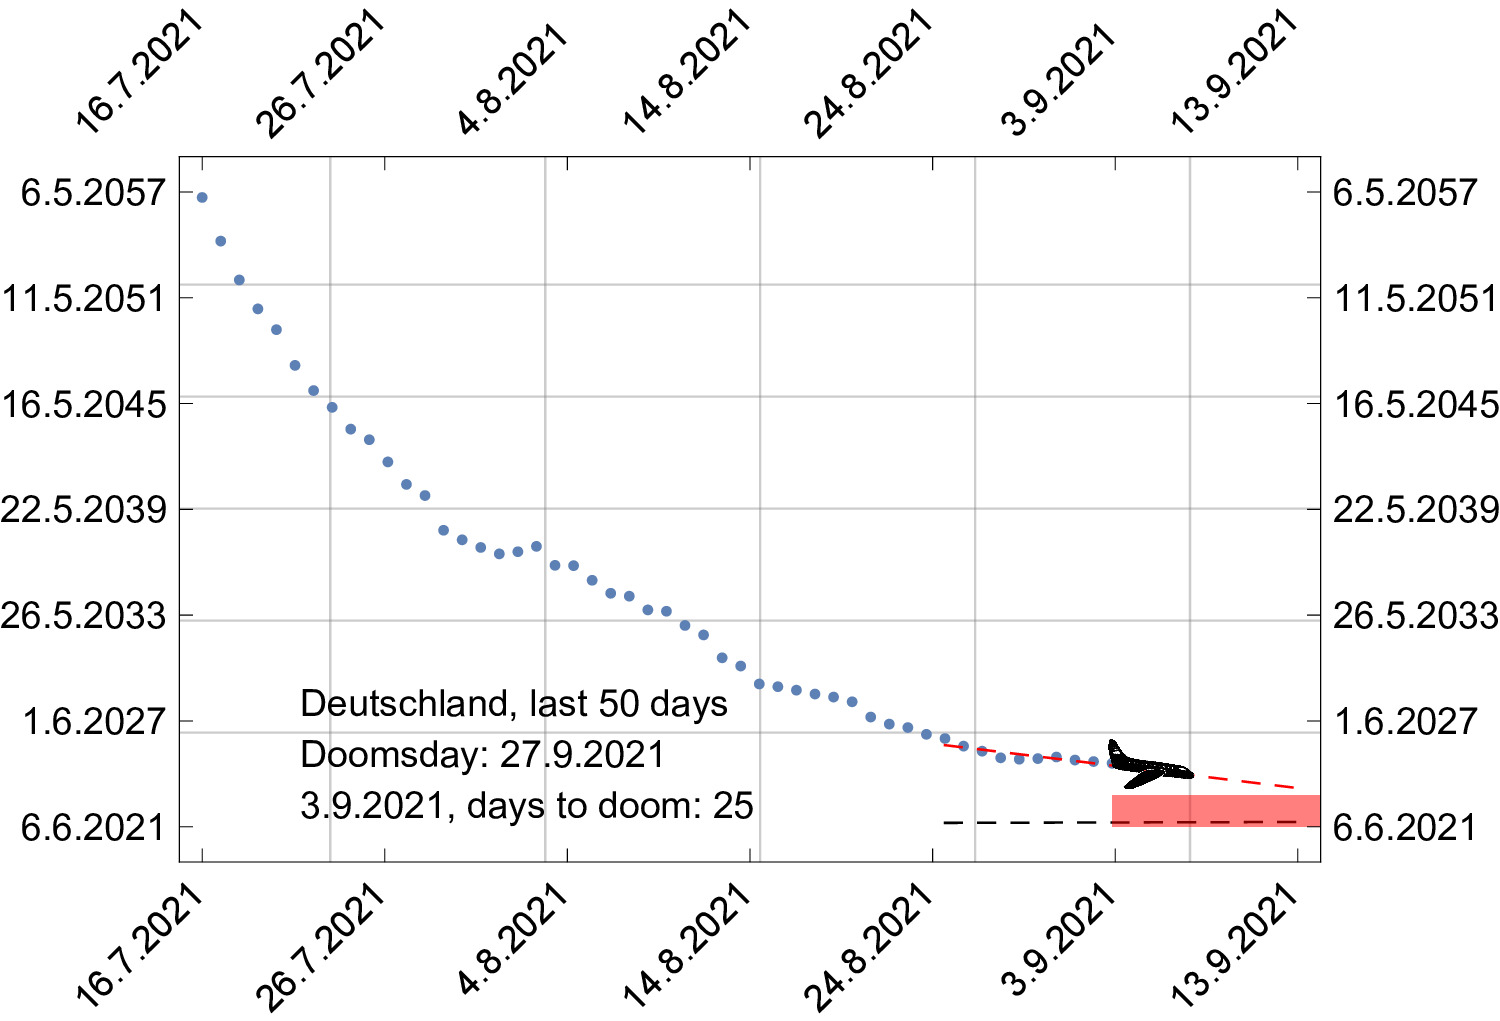 16.7.2021 26.7.2021 4.8.2021 14.8.2021 24.8.2021 3.9.2021 13.9.2021
6.5.2057 6.5.2057
11.5.2051 11.5.2051
16.5.2045 16.5.2045
22.5.2039 22.5.2039
26.5.2033 26.5.2033
Deutschland, last 50 days
1.6.2027 1.6.2027
Doomsday: 27.9.2021
3.9.2021, days to doom: 25
6.6.2021 6.6.2021
16.7.2021 26.7.2021 4.8.2021 14.8.2021 24.8.2021 3.9.2021 13.9.2021